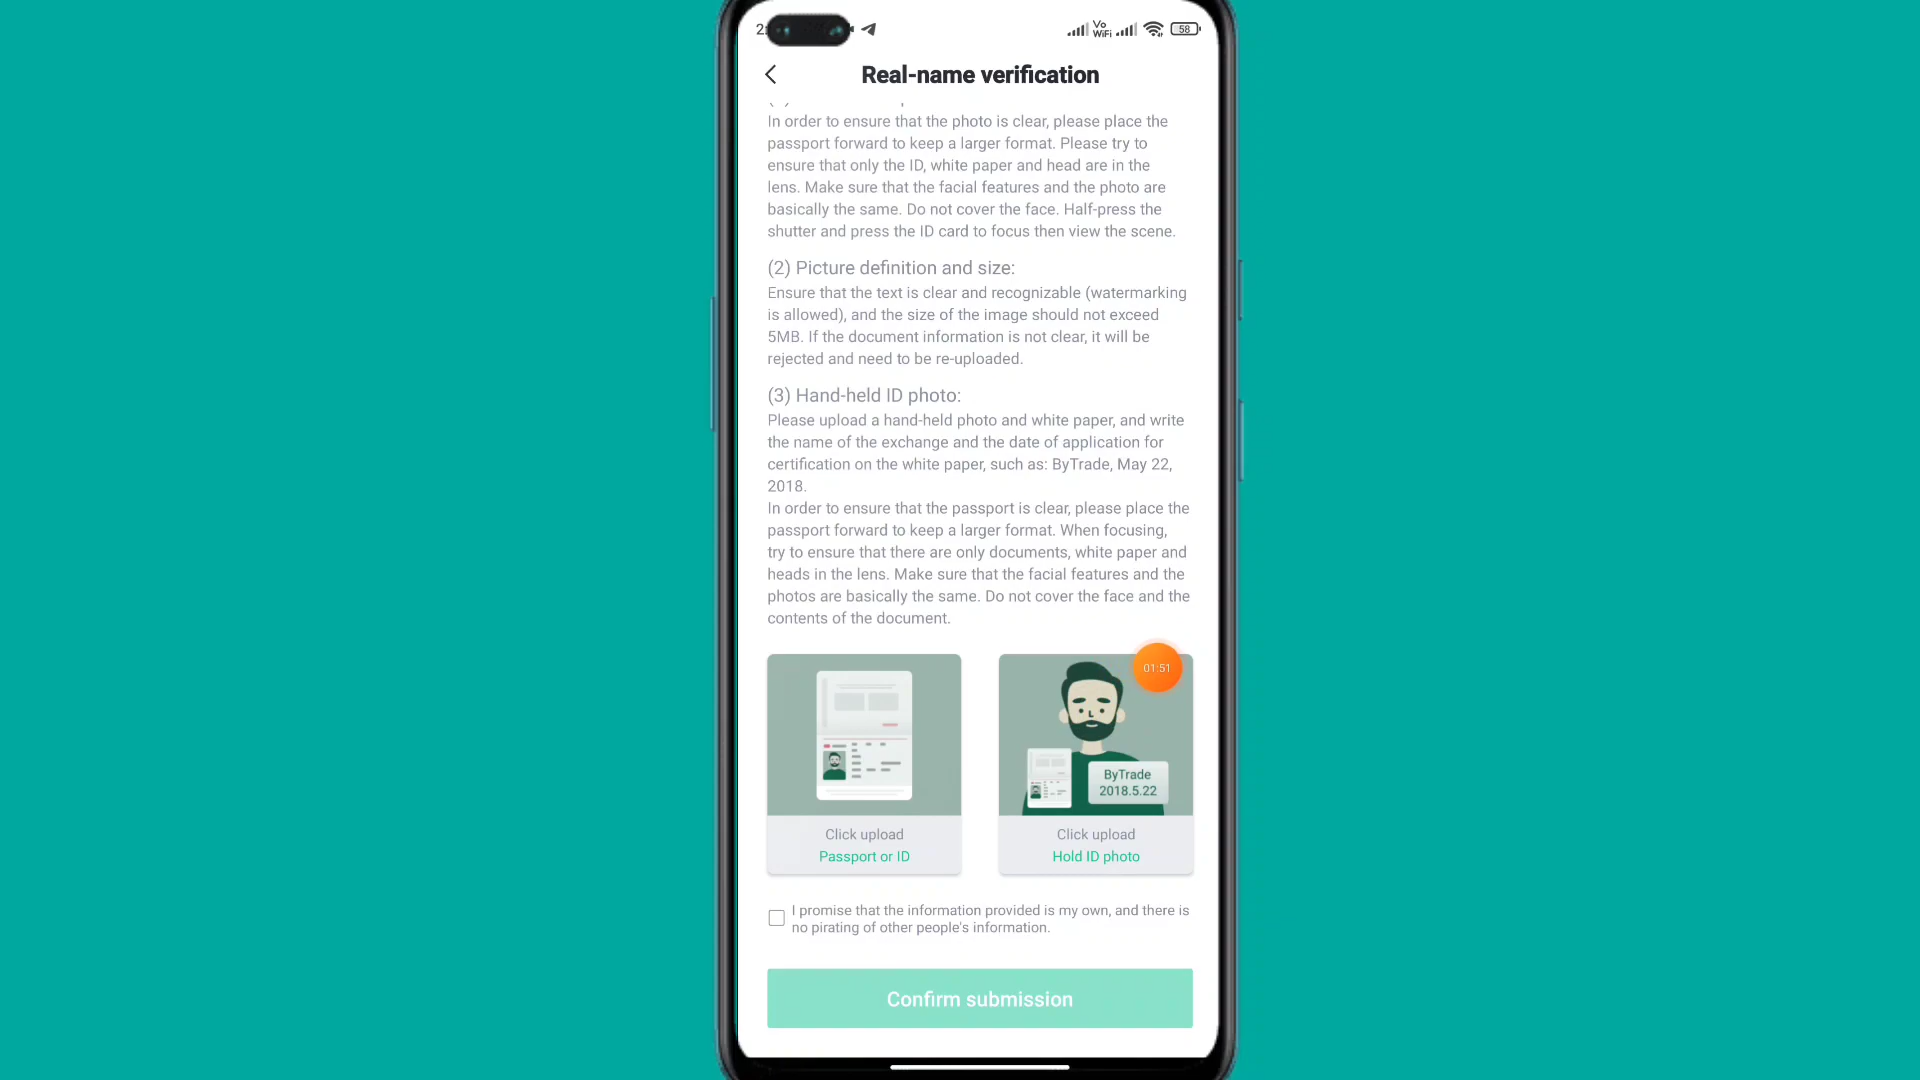 2:
Vo
WiFi
58
Real-name verification
In order to ensure that the photo is clear, please place the
passport forward to keep a larger format. Please try to
ensure that only the ID, white paper and head are in the
lens. Make sure that the facial features and the photo are
basically the same. Do not cover the face. Half-press the
shutter and press the ID card to focus then view the scene.
(2) Picture definition and size:
Ensure that the text is clear and recognizable (watermarking
is allowed), and the size of the image should not exceed
5MB. If the document information is not clear, it will be
rejected and need to be re-uploaded.
(3) Hand-held ID photo:
Please upload a hand-held photo and white paper, and write
the name of the exchange and the date of application for
certification on the white paper, such as: ByTrade, May 22,
2018.
In order to ensure that the passport is clear, please place the
passport forward to keep a larger format. When focusing,
try to ensure that there are only documents, white paper and
heads in the lens. Make sure that the facial features and the
photos are basically the same. Do not cover the face and the
contents of the document.
01:51
ByTrade
2018.5.22
Click upload
Passport or ID
Click upload
Hold ID photo
I promise that the information provided is my own, and there is
no pirating of other people's information.
Confirm submission